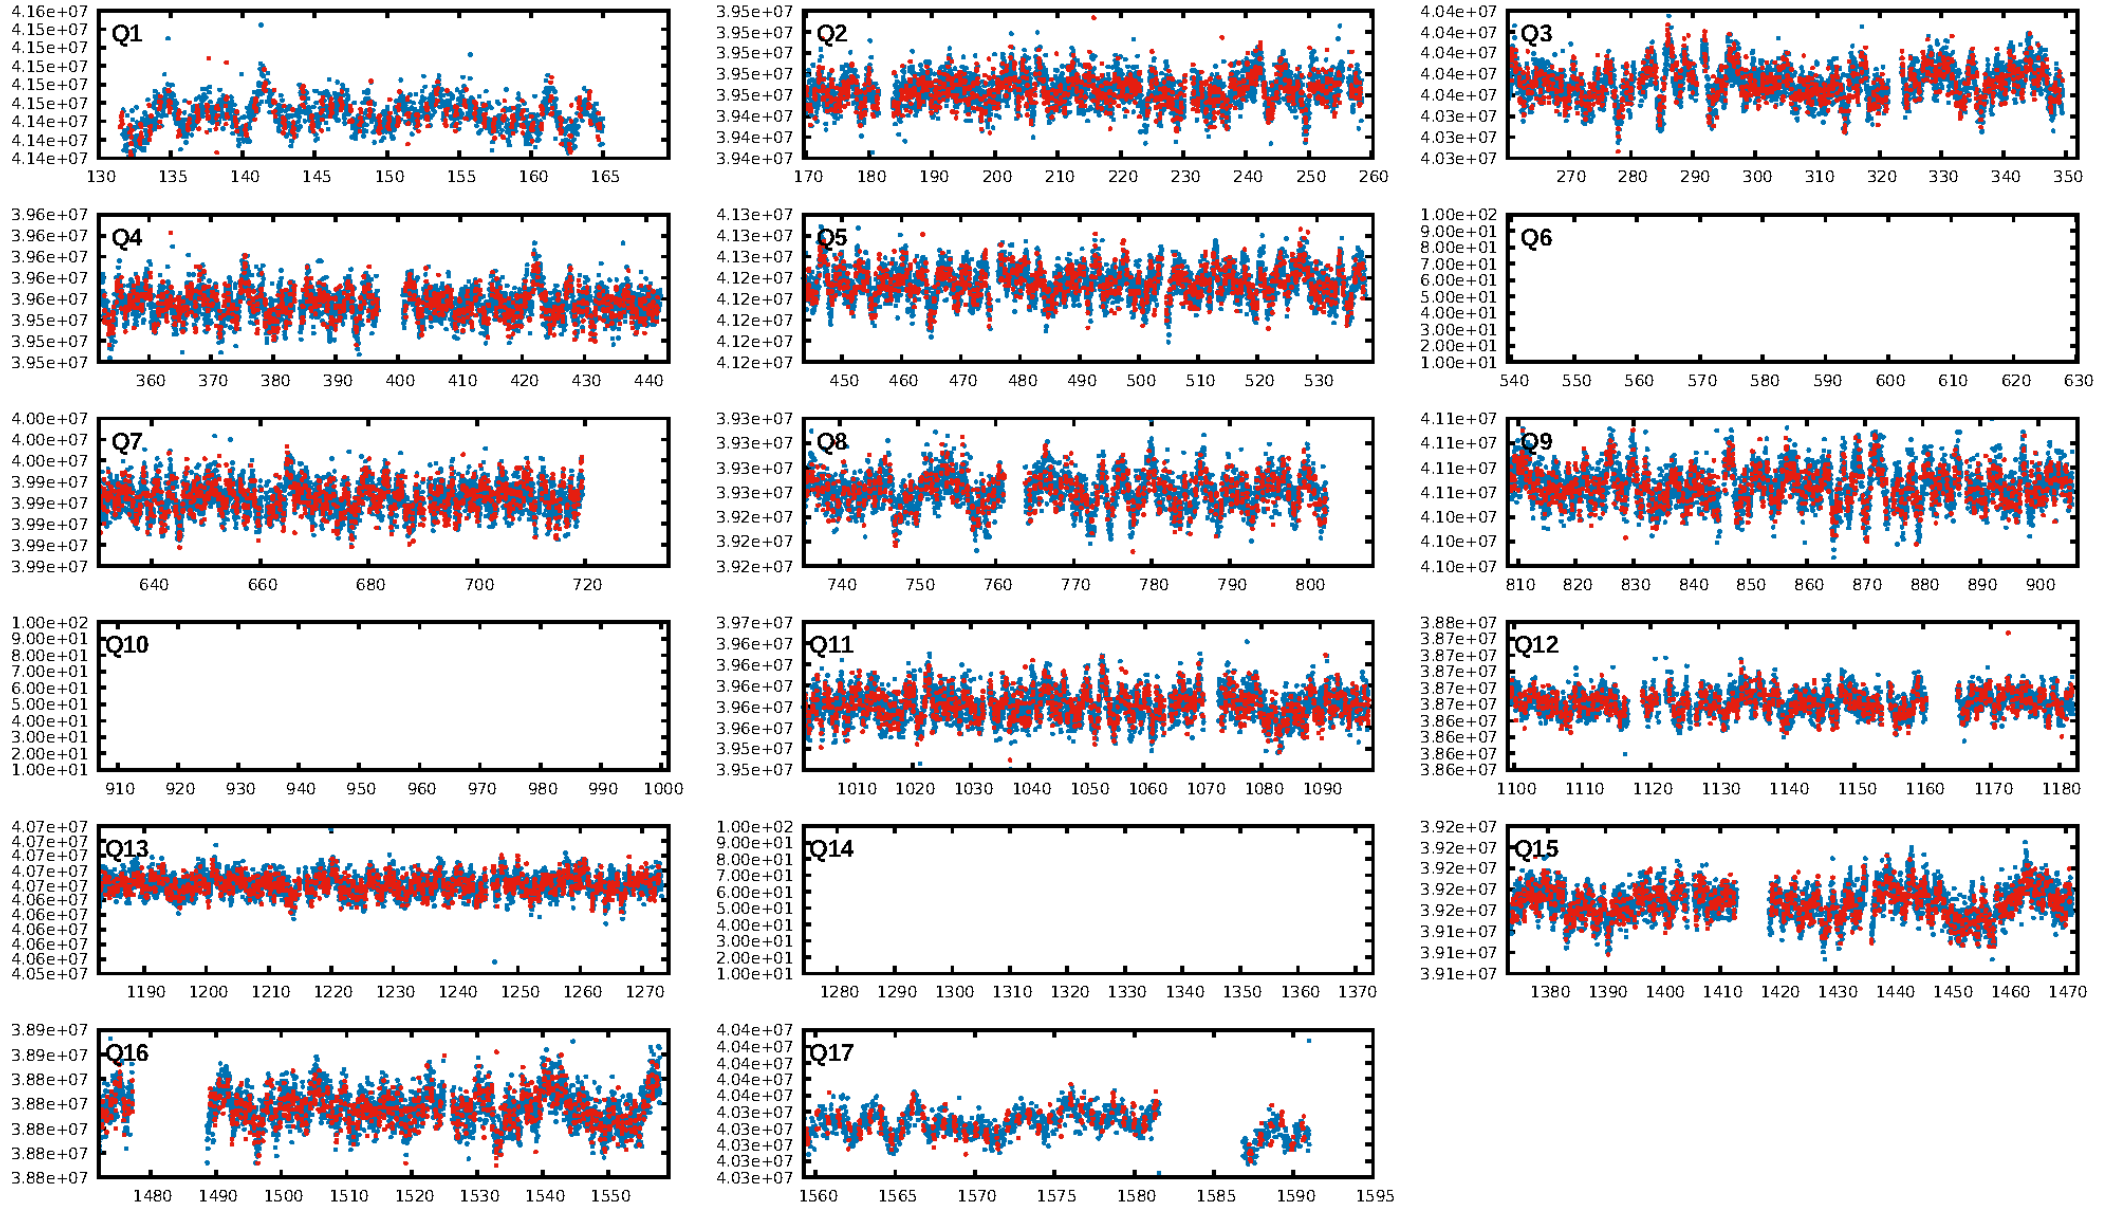 4.16e+07
4.15e+07
4.15e+07
4.15e+07
4.15e+07
4.15e+07
4.14e+07
4.14e+07
4.14e+07
Q1
130 135 140 145 150 155 160 165
3.95e+07
3.95e+07
3.95e+07
3.95e+07
3.95e+07
3.94e+07
3.94e+07
3.94e+07
Q2
170 180 190 200 210 220 230 240 250 260
4.04e+07
4.04e+07
4.04e+07
4.04e+07
4.04e+07
4.03e+07
4.03e+07
4.03e+07
Q3
270 280 290 300 310 320 330 340 350
3.96e+07
3.96e+07
3.96e+07
3.96e+07
3.96e+07
3.95e+07
3.95e+07
3.95e+07
Q4
360 370 380 390 400 410 420 430 440
4.13e+07
4.13e+07
4.13e+07
4.12e+07
4.12e+07
4.12e+07
4.12e+07
4.12e+07
Q5
450 460 470 480 490 500 510 520 530
1.00e+02
9.00e+01
8.00e+01
7.00e+01
6.00e+01
5.00e+01
4.00e+01
3.00e+01
2.00e+01
1.00e+01
Q6
540 550 560 570 580 590 600 610 620 630
4.00e+07
4.00e+07
4.00e+07
3.99e+07
3.99e+07
3.99e+07
3.99e+07
3.99e+07
Q7
640 660 680 700 720
3.93e+07
3.93e+07
3.93e+07
3.93e+07
3.92e+07
3.92e+07
3.92e+07
Q8
740 750 760 770 780 790 800
4.11e+07
4.11e+07
4.11e+07
4.11e+07
4.10e+07
4.10e+07
4.10e+07
Q9
810 820 830 840 850 860 870 880 890 900
1.00e+02
9.00e+01
8.00e+01
7.00e+01
6.00e+01
5.00e+01
4.00e+01
3.00e+01
2.00e+01
1.00e+01
Q10
910 920 930 940 950 960 970 980 990 1000
3.97e+07
3.96e+07
3.96e+07
3.96e+07
3.96e+07
3.96e+07
3.95e+07
3.95e+07
Q11
1010 1020 1030 1040 1050 1060 1070 1080 1090
3.88e+07
3.87e+07
3.87e+07
3.87e+07
3.87e+07
3.87e+07
3.86e+07
3.86e+07
3.86e+07
3.86e+07
Q12
1100 1110 1120 1130 1140 1150 1160 1170 1180
4.07e+07
4.07e+07
4.07e+07
4.07e+07
4.07e+07
4.06e+07
4.06e+07
4.06e+07
4.06e+07
4.06e+07
4.05e+07
Q13
1190 1200 1210 1220 1230 1240 1250 1260 1270
1.00e+02
9.00e+01
8.00e+01
7.00e+01
6.00e+01
5.00e+01
4.00e+01
3.00e+01
2.00e+01
1.00e+01
Q14
1280 1290 1300 1310 1320 1330 1340 1350 1360 1370
3.92e+07
3.92e+07
3.92e+07
3.92e+07
3.92e+07
3.91e+07
3.91e+07
3.91e+07
Q15
1380 1390 1400 1410 1420 1430 1440 1450 1460 1470
3.89e+07
3.89e+07
3.88e+07
3.88e+07
3.88e+07
3.88e+07
3.88e+07
Q16
1480 1490 1500 1510 1520 1530 1540 1550
4.04e+07
4.04e+07
4.04e+07
4.04e+07
4.04e+07
4.03e+07
4.03e+07
4.03e+07
4.03e+07
4.03e+07
Q17
1560 1565 1570 1575 1580 1585 1590 1595